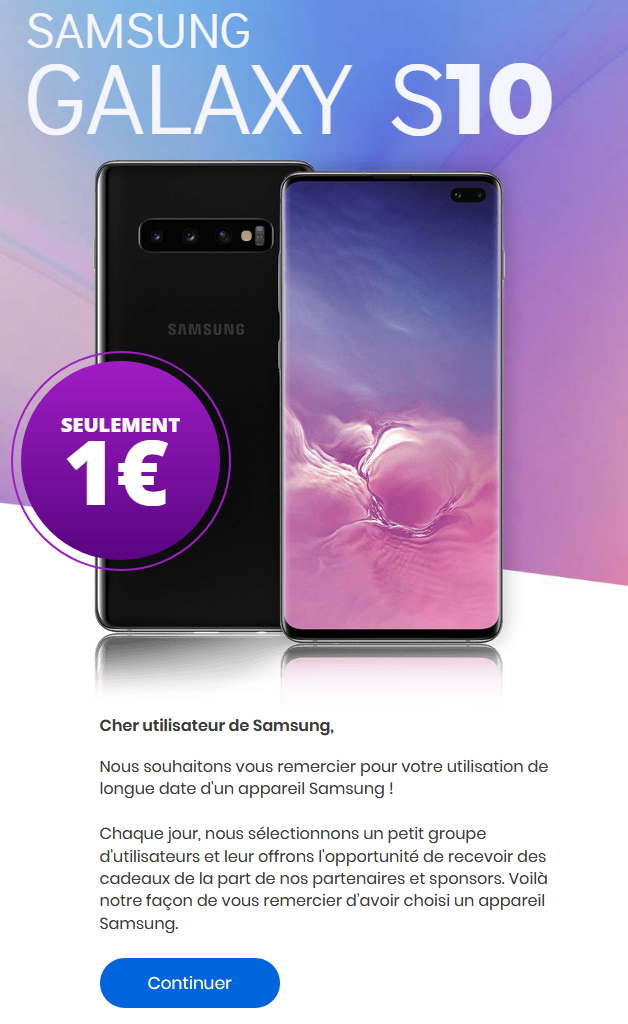 SAMSUNG
GALAXY S10
SAMSUNG
SEULEMENT
1€
Cher utilisateur de Samsung,
Nous souhaitons vous remercier pour votre utilisation de
longue date d'un appareil Samsung !
Chaque jour, nous sélectionnons un petit groupe
d'utilisateurs et leur offrons l'opportunité de recevoir des
cadeaux de la part de nos partenaires et sponsors. Voilà
notre façon de vous remercier d'avoir choisi un appareil
Samsung.
Continuer